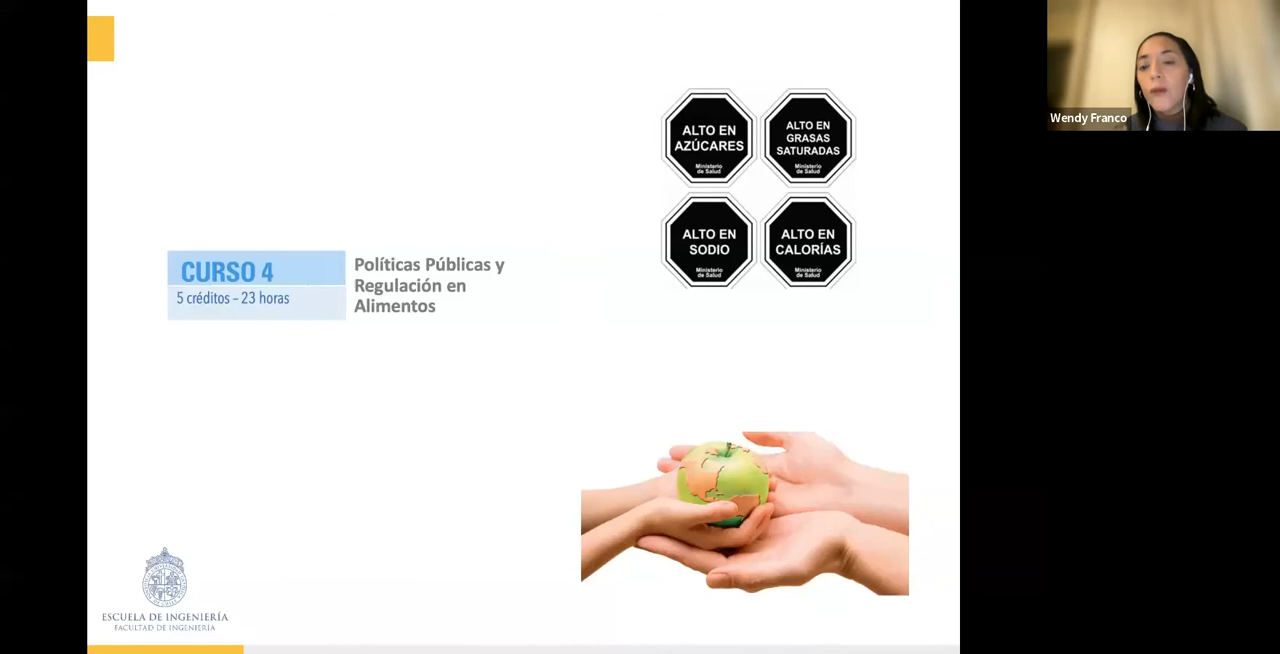 CURSO 4
5 créditos – 23 horas
Políticas Públicas y
Regulación en
Alimentos
ALTO EN
AZÚCARES
Ministerio
de Salud
ALTO EN
GRASAS
SATURADAS
Ministerio
de Salud
ALTO EN
SODIO
Ministerio
de Salud
ALTO EN
CALORÍAS
Ministerio
de Salud
ESCUELA DE INGENIERÍA
FACULTAD DE INGENIERÍA
Wendy Franco